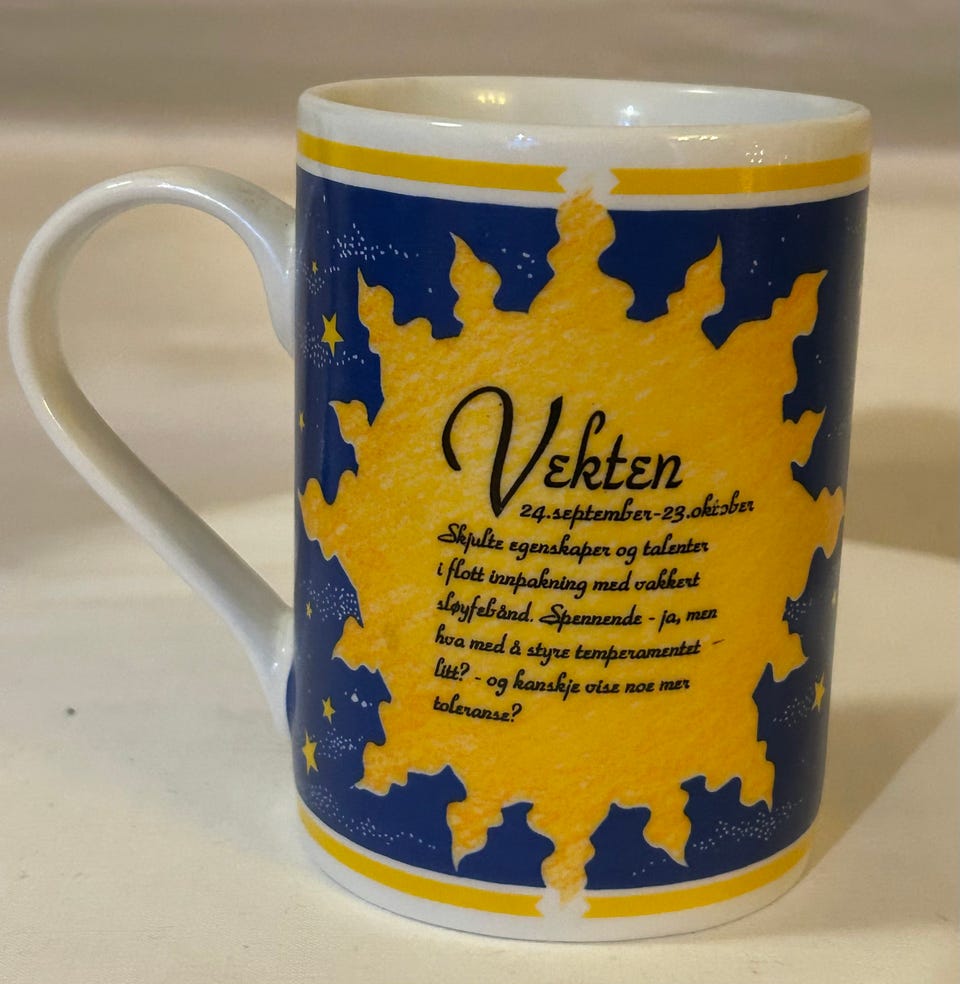 Vekten
24.september-23.oktober
Skjulte egenskaper og talenter
i flott innpakning med vakkert
sløyfebånd. Spennende - ja, men
hva med å styre temperamentet
litt? - og kanskje vise noe mer
toleranse?